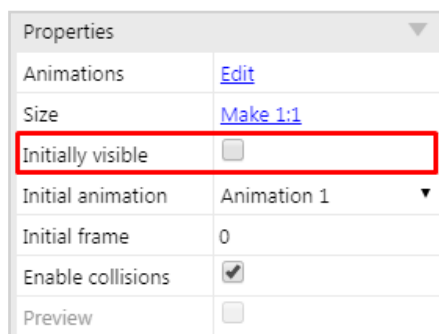 Properties
Animations Edit
Size Make 1:1
Initially visible
Initial animation Animation 1
Initial frame 0
Enable collisions
Preview